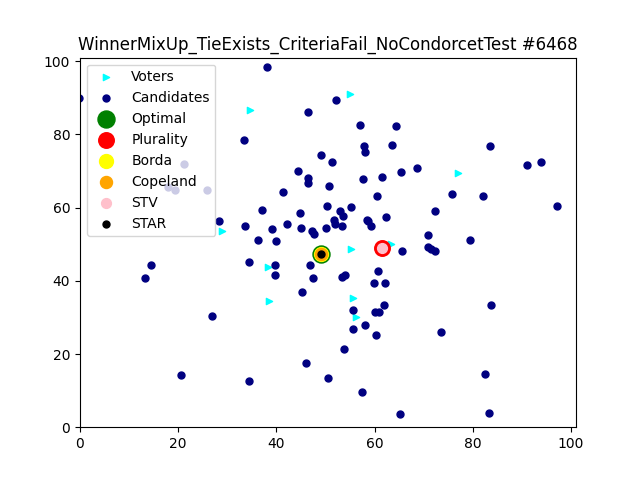 WinnerMixUp_TieExists_CriteriaFail_NoCondorcetTest #6468
100
80
60
40
20
0
0
20
40
60
80
100
Voters
Candidates
Optimal
Plurality
Borda
Copeland
STV
STAR